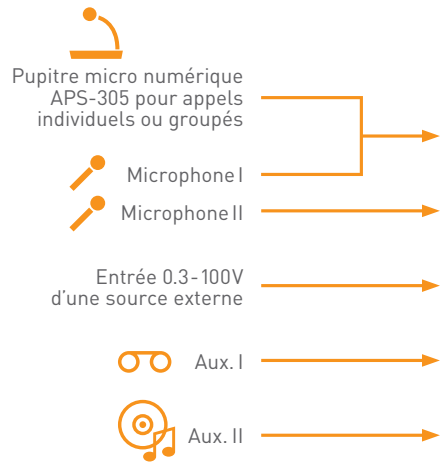 Pupitre micro numérique
APS-305 pour appels
individuels ou groupés
Microphone I
Microphone II
Entrée 0.3-100V
d'une source externe
Aux. I
Aux. II